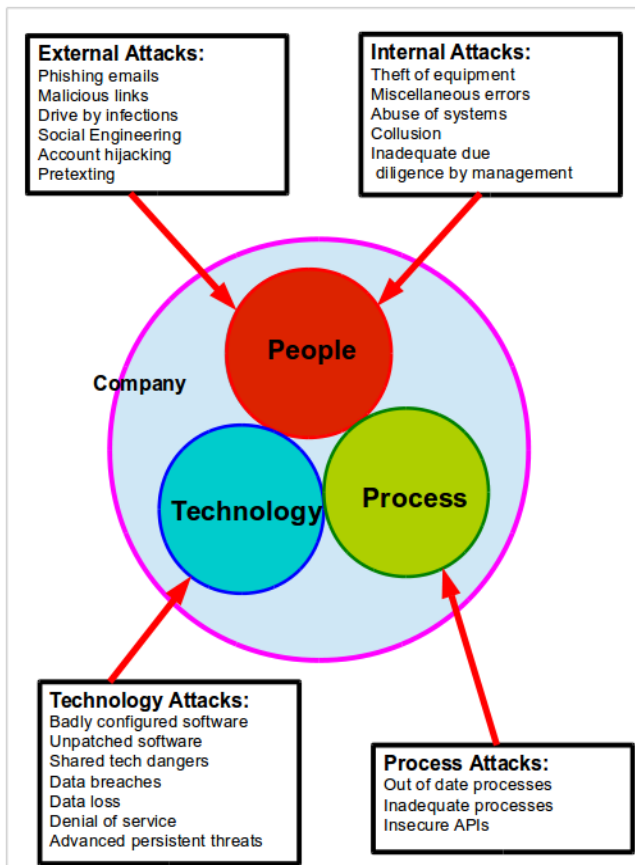 External Attacks:
Phishing emails
Malicious links
Drive by infections
Social Engineering
Account hijacking
Pretexting
Internal Attacks:
Theft of equipment
Miscellaneous errors
Abuse of systems
Collusion
Inadequate due
diligence by management
People
Company
Technology
Process
Technology Attacks:
Badly configured software
Unpatched software
Shared tech dangers
Data breaches
Data loss
Denial of service
Advanced persistent threats
Process Attacks:
Out of date processes
Inadequate processes
Insecure APIs